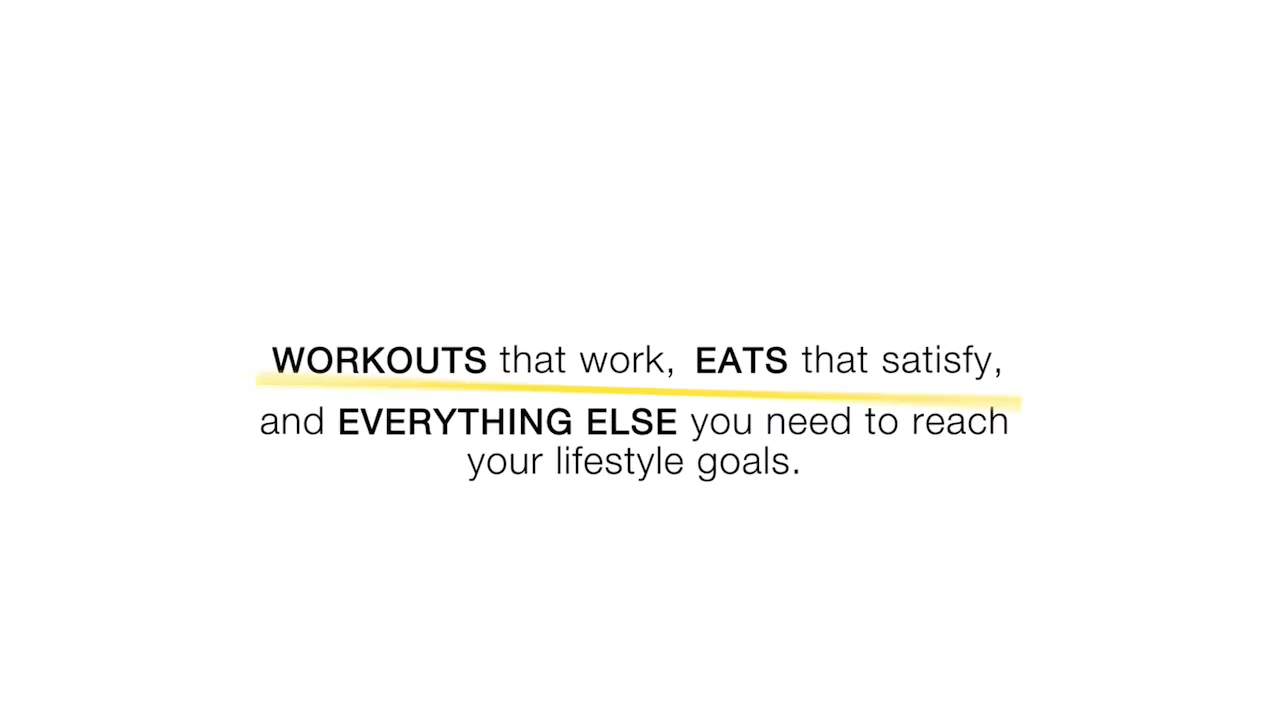 WORKOUTS that work, EATS that satisfy,
and EVERYTHING ELSE you need to reach
your lifestyle goals.